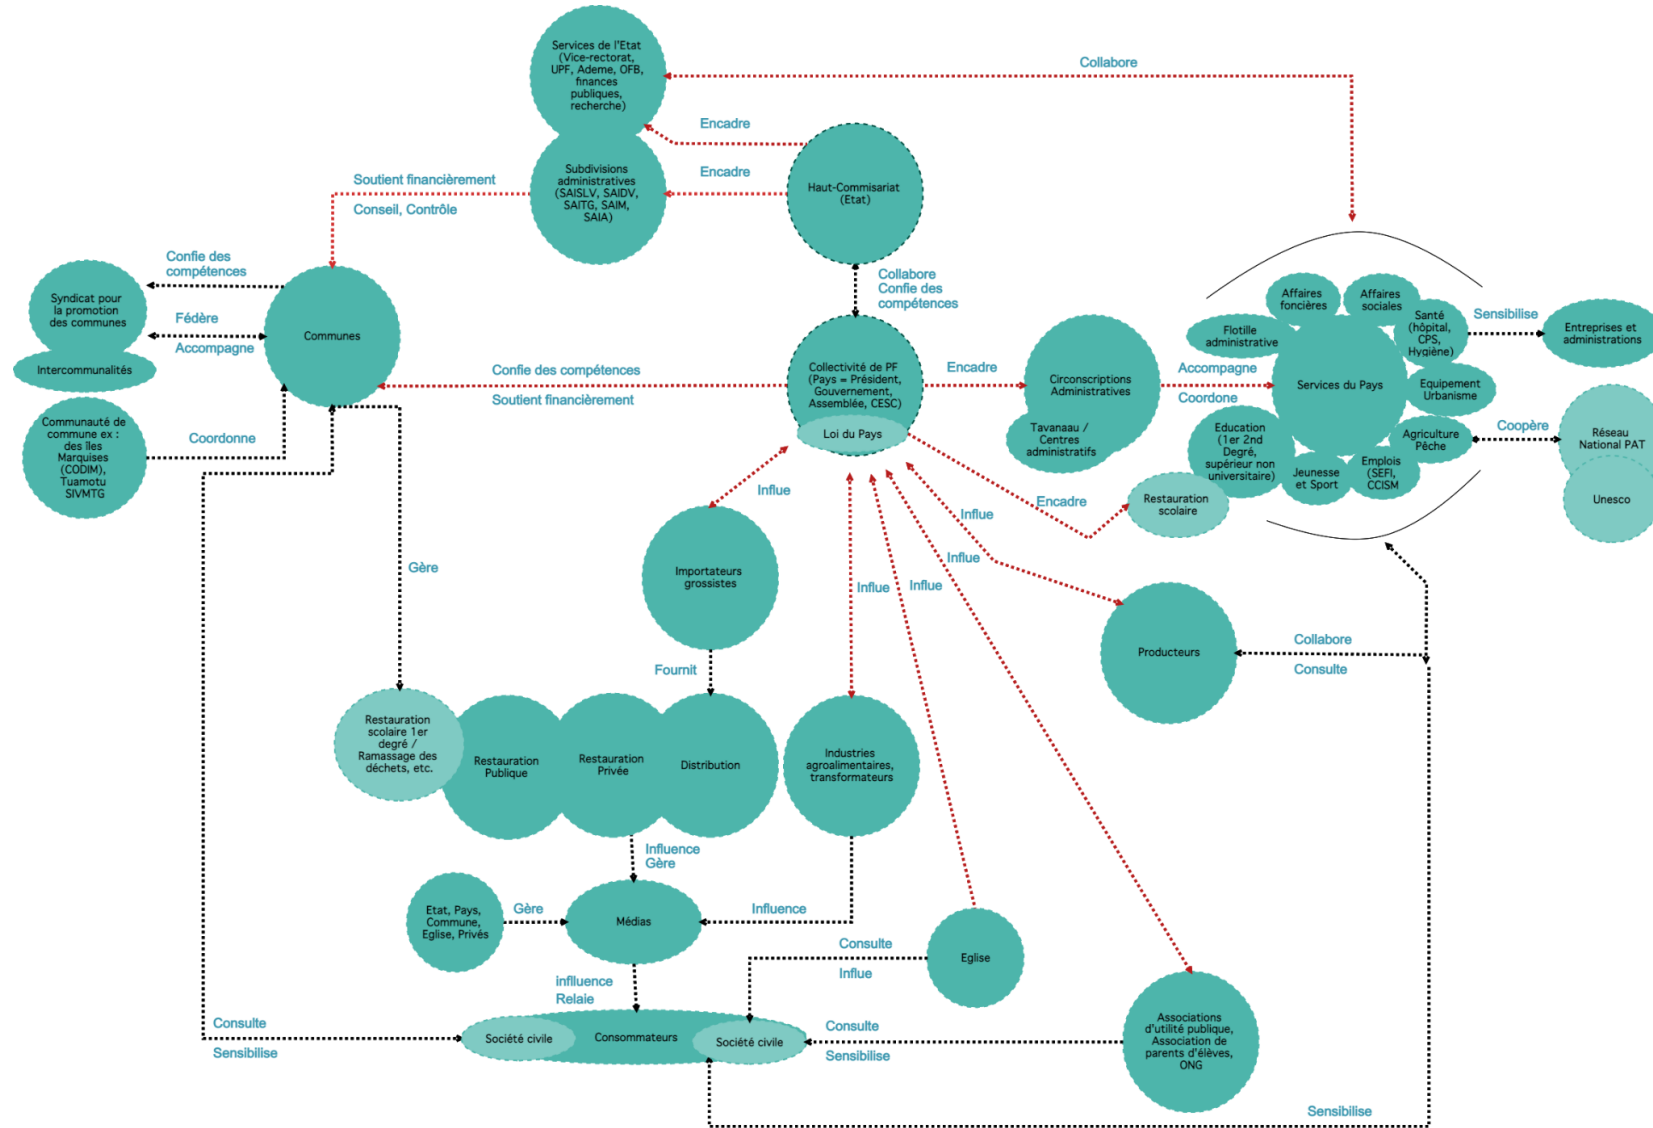 Services de l'Etat
(Vice-rectorat,
UPF, Ademe, OFB,
finances
publiques,
recherche)
Collabore
Encadre
Subdivisions
administratives
(SAISLV, SAIDV,
SAITG, SAIM,
SAIA)
Encadre
Haut-Commisariat
(Etat)
Soutient financièrement
Conseil, Contrôle
Confie des
compétences
Syndicat pour
la promotion
des communes
Fédère
Accompagne
Intercommunalités
Communes
Communauté de
commune ex :
des îles
Marquises
(CODIM),
Tuamotu
SIVMTG
Coordonne
Collabore
Confie des
compétences
Confie des compétences
Soutient financièrement
Collectivité de PF
(Pays = Président,
Gouvernement,
Assemblée, CESC)
Loi du Pays
Encadre
Circonscriptions
Administratives
Tavanaau /
Centres
administratifs
Accompagne
Coordone
Affaires
foncières
Affaires
sociales
Flotille
administrative
Santé
(hôpital,
CPS,
Hygiène)
Services du Pays
Equipement
Urbanisme
Education
(1er 2nd
Degré,
supérieur non
universitaire)
Agriculture
Pêche
Jeunesse
et Sport
Emplois
(SEFI,
CCISM)
Restauration
scolaire
Sensibilise
Entreprises et
administrations
Coopère
Réseau
National PAT
Unesco
Influe
Encadre
Influe
Influe
Influe
Influe
Gère
Importateurs
grossistes
Fournit
Producteurs
Collabore
Consulte
Restauration
scolaire 1er
degré /
Ramassage des
déchets, etc.
Restauration
Publique
Restauration
Privée
Distribution
Industries
agroalimentaires,
transformateurs
Influence
Gère
Etat, Pays,
Commune,
Eglise, Privés
Gère
Médias
Influence
Consulte
Influe
Eglise
influence
Relaie
Consulte
Sensibilise
Société civile
Consommateurs
Société civile
Consulte
Sensibilise
Associations
d'utilité publique,
Association de
parents d'élèves,
ONG
Sensibilise